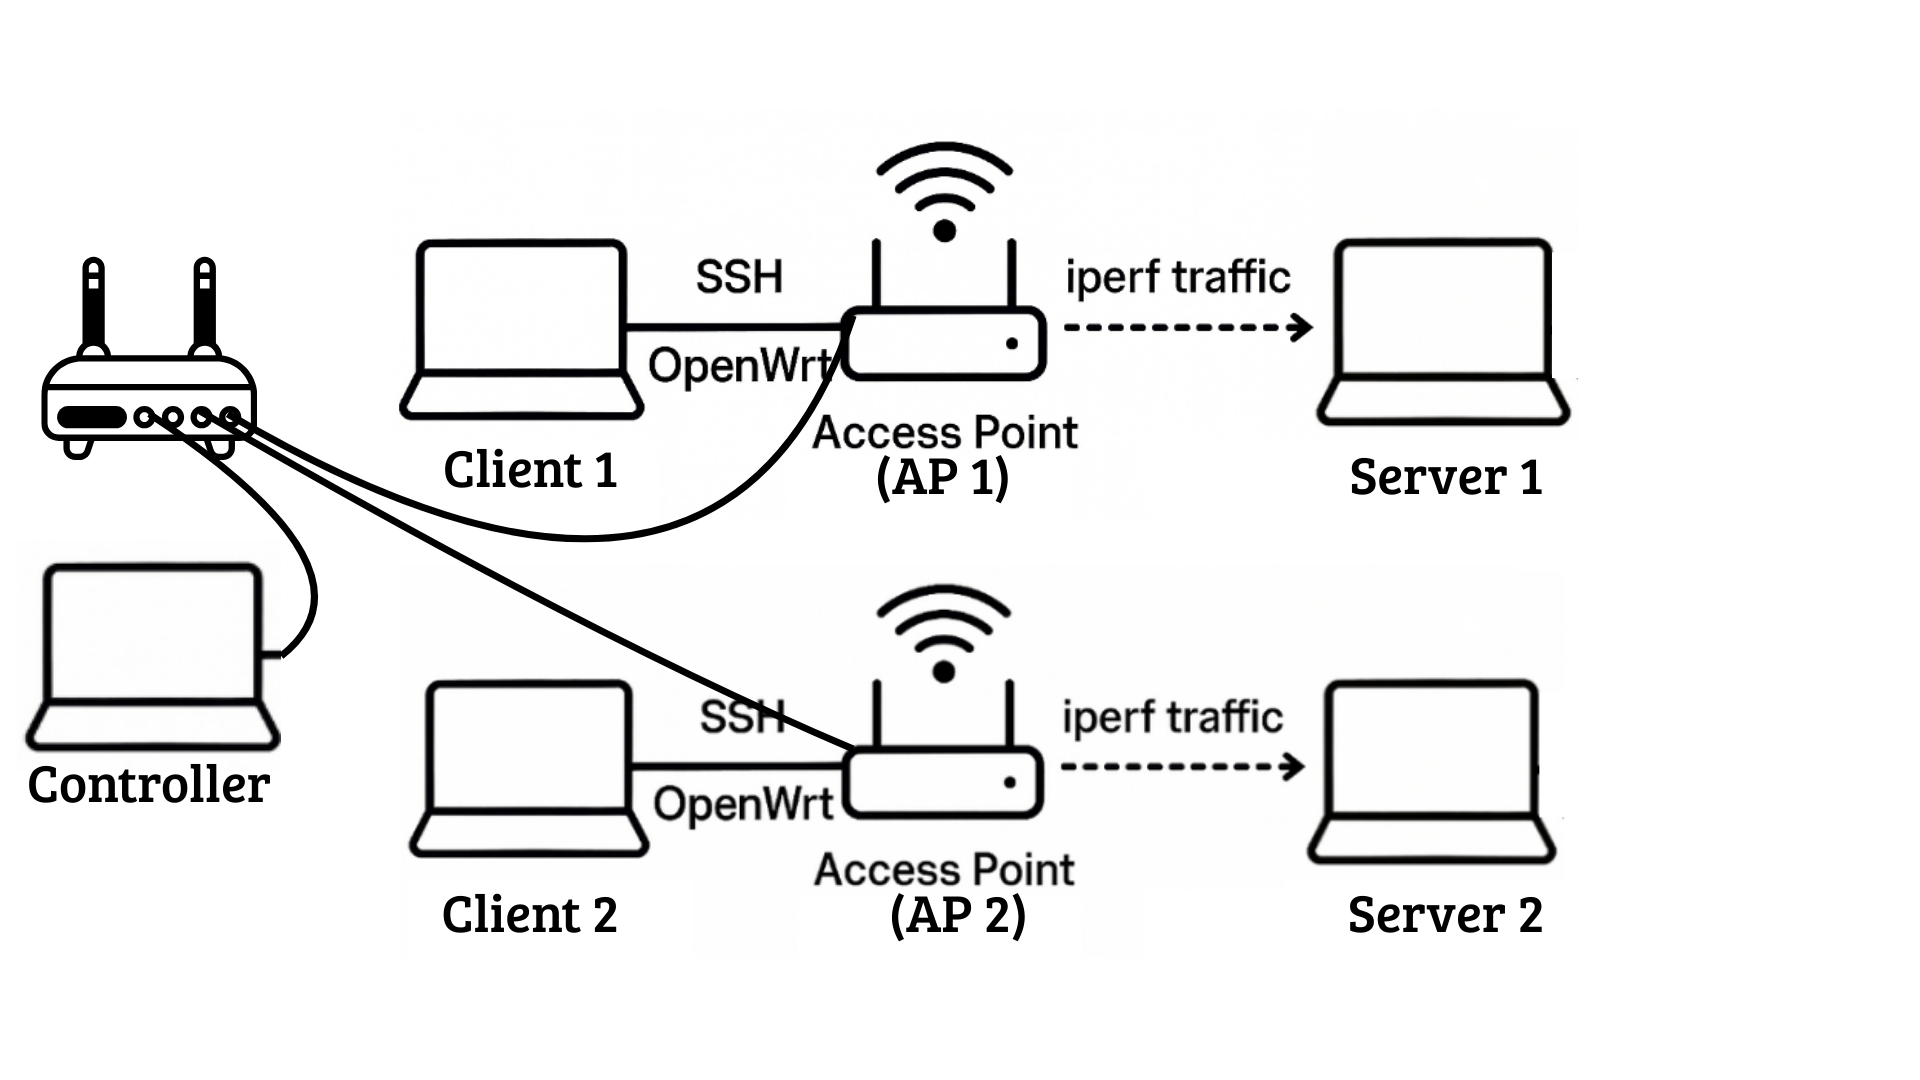 SSH
iperf traffic
OpenWrt
Access Point
(AP 1)
Client 1
Server 1
SSH
iperf traffic
Controller
OpenWrt
Access Point
(AP 2)
Client 2
Server 2